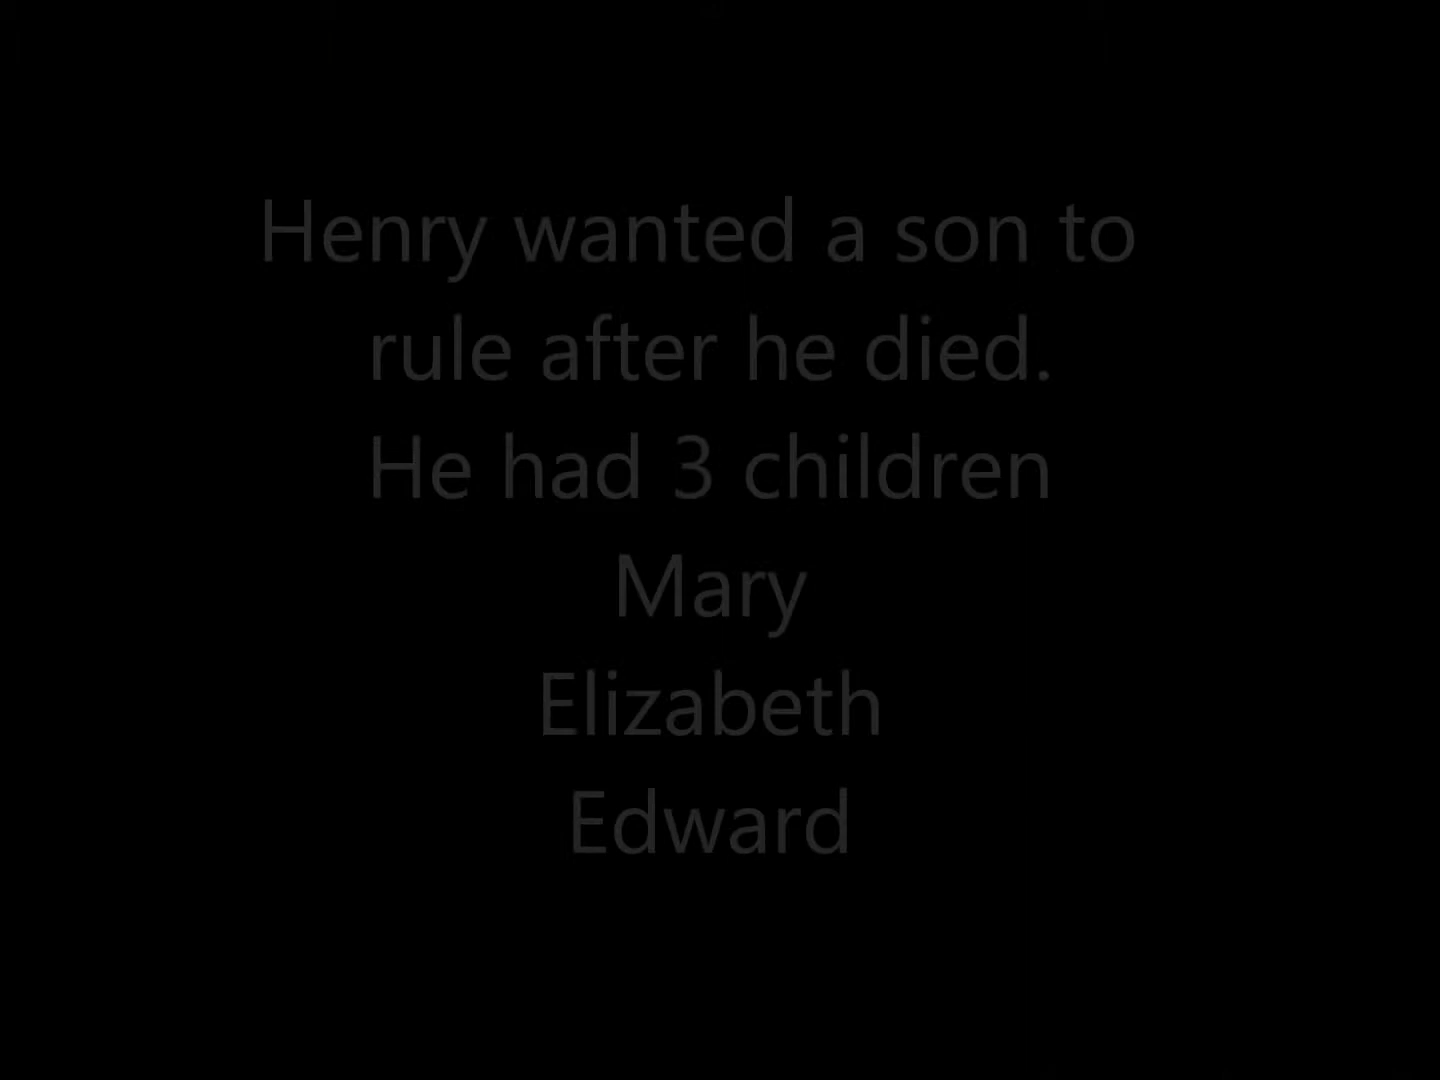 Henry wanted a son to
rule after he died.
He had 3 children
Mary
Elizabeth
Edward